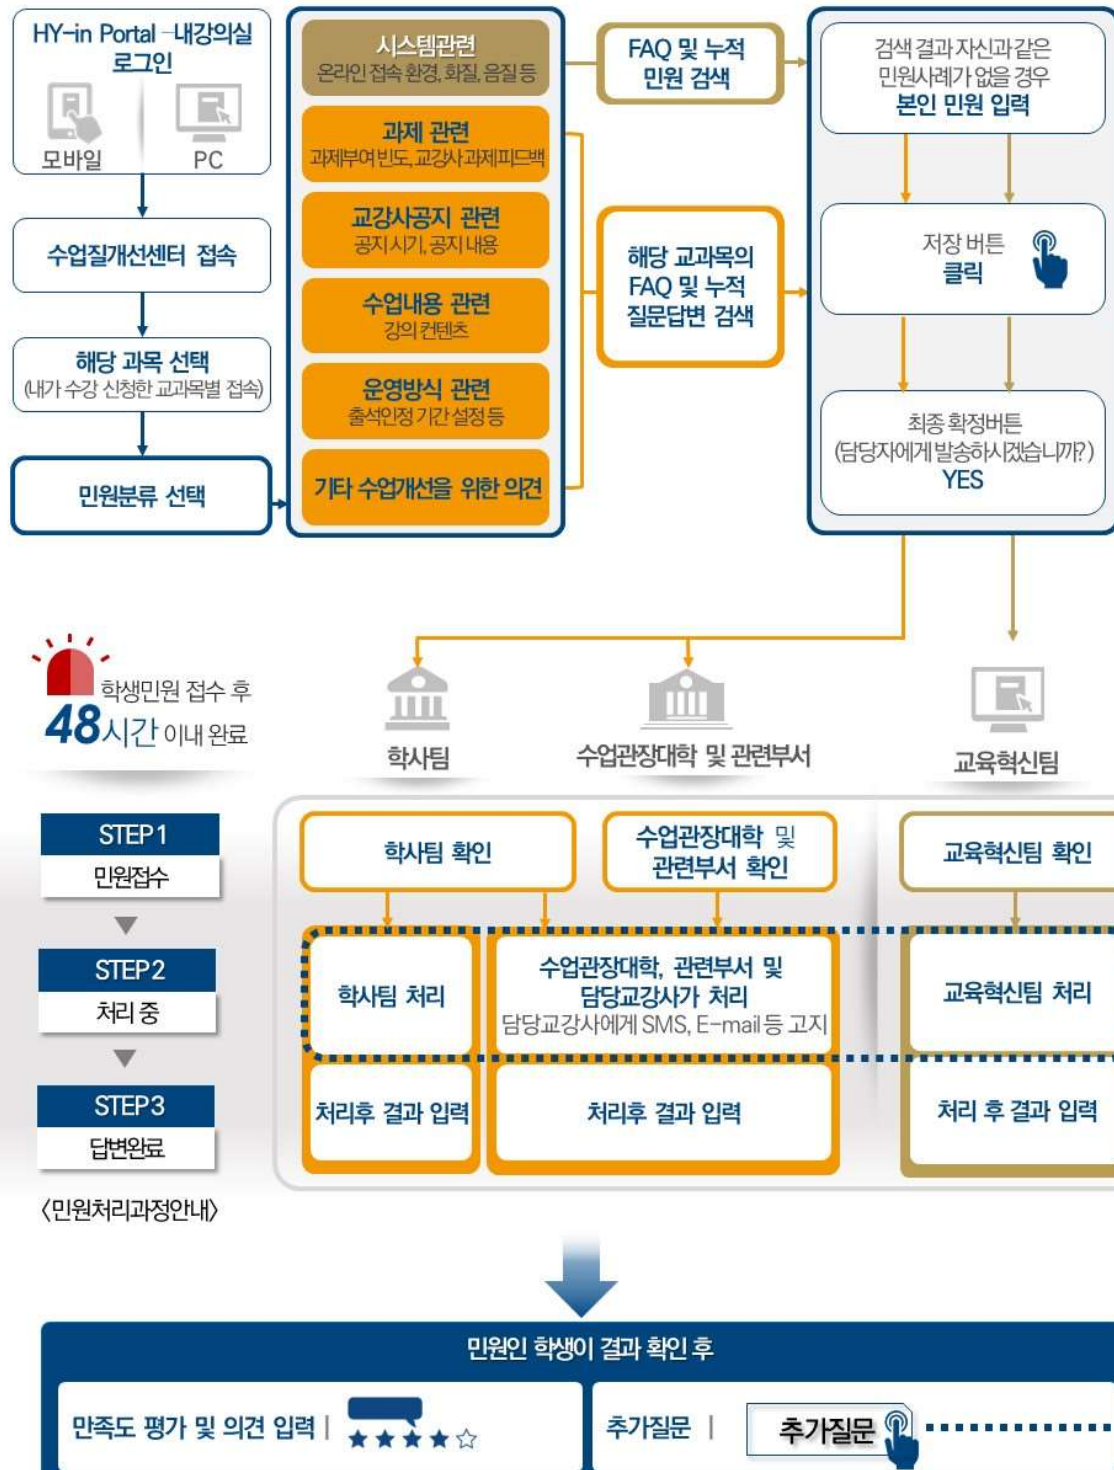 HY-in Portal -내강의실
로그인
모바일
PC
수업질개선센터 접속
해당 과목 선택
(내가 수강 신청한 교과목별 접속)
민원분류 선택
시스템관련
온라인 접속 환경, 화질, 음질 등
과제 관련
과제부여 빈도, 교강사 과제 피드백
교강사공지 관련
공지 시기, 공지 내용
수업내용 관련
강의 컨텐츠
운영방식 관련
출석인정 기간 설정 등
기타 수업개선을 위한 의견
FAQ 및 누적
민원 검색
해당 교과목의
FAQ 및 누적
질문답변 검색
검색 결과 자신과 같은
민원사례가 없을 경우
본인 민원 입력
저장 버튼
클릭
최종 확정버튼
(담당자에게 발송하시겠습니까?)
YES
학생민원 접수 후
48시간 이내 완료
학사팀
수업관장대학 및 관련부서
교육혁신팀
STEP1
민원접수
STEP2
처리 중
STEP3
답변완료
<민원처리과정안내>
학사팀 확인
수업관장대학 및
관련부서 확인
교육혁신팀 확인
학사팀 처리
수업관장대학, 관련부서 및
담당교강사가 처리
담당교강사에게 SMS, E-mail 등 고지
교육혁신팀 처리
처리후 결과 입력
처리후 결과 입력
처리 후 결과 입력
민원인 학생이 결과 확인 후
만족도 평가 및 의견 입력 |
추가질문 |
추가질문